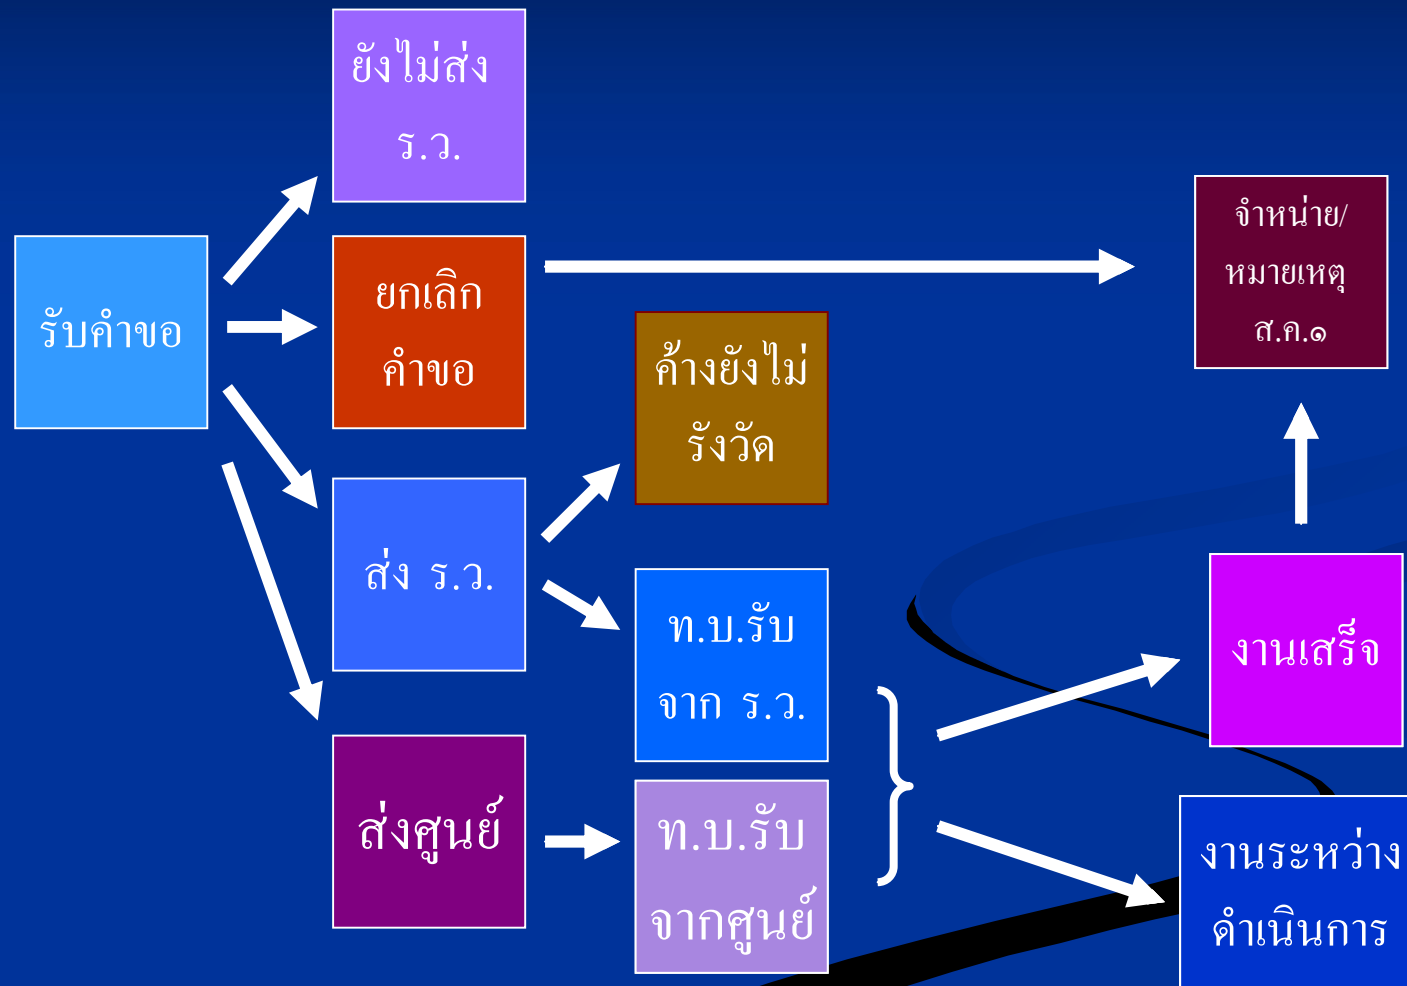 ยังไม่ส่ง
ร.ว.
รับคำขอ
ยกเลิก
คำขอ
จำหน่าย/
หมายเหตุ
ส.ค.๑
ค้างยังไม่
รังวัด
ส่ง ร.ว.
ท.บ.รับ
จาก ร.ว.
งานเสร็จ
ส่งศูนย์
ท.บ.รับ
จากศูนย์
งานระหว่าง
ดำเนินการ